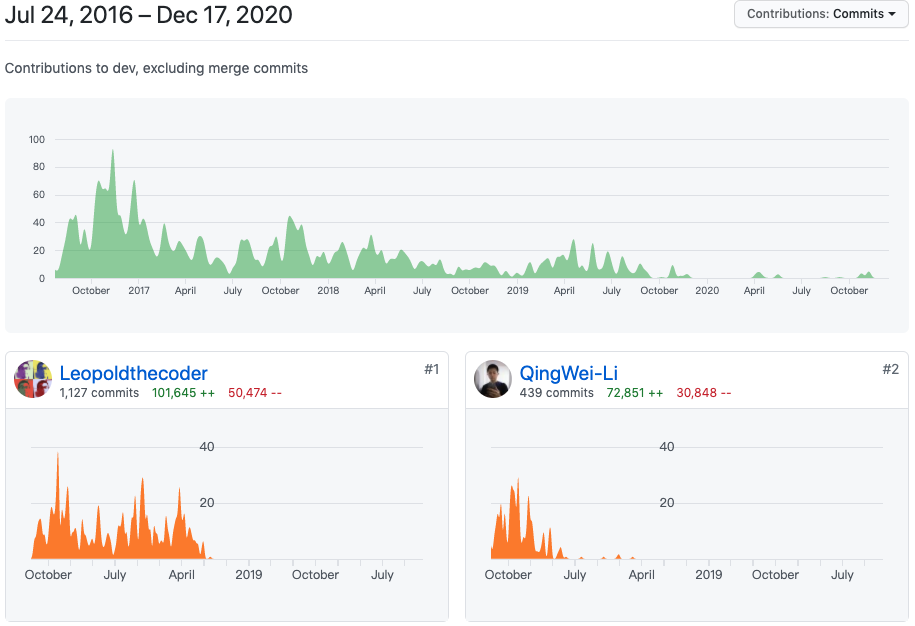 Jul 24, 2016 – Dec 17, 2020
Contributions: Commits
Contributions to dev, excluding merge commits
100
80
60
40
20
0
October 2017 April July October 2018 April July October 2019 April July October 2020 April July October
Leopoldthecoder #1
1,127 commits 101,645 ++ 50,474 --
40
20
October July April 2019 October July
QingWei-Li #2
439 commits 72,851 ++ 30,848 --
40
20
October July April 2019 October July